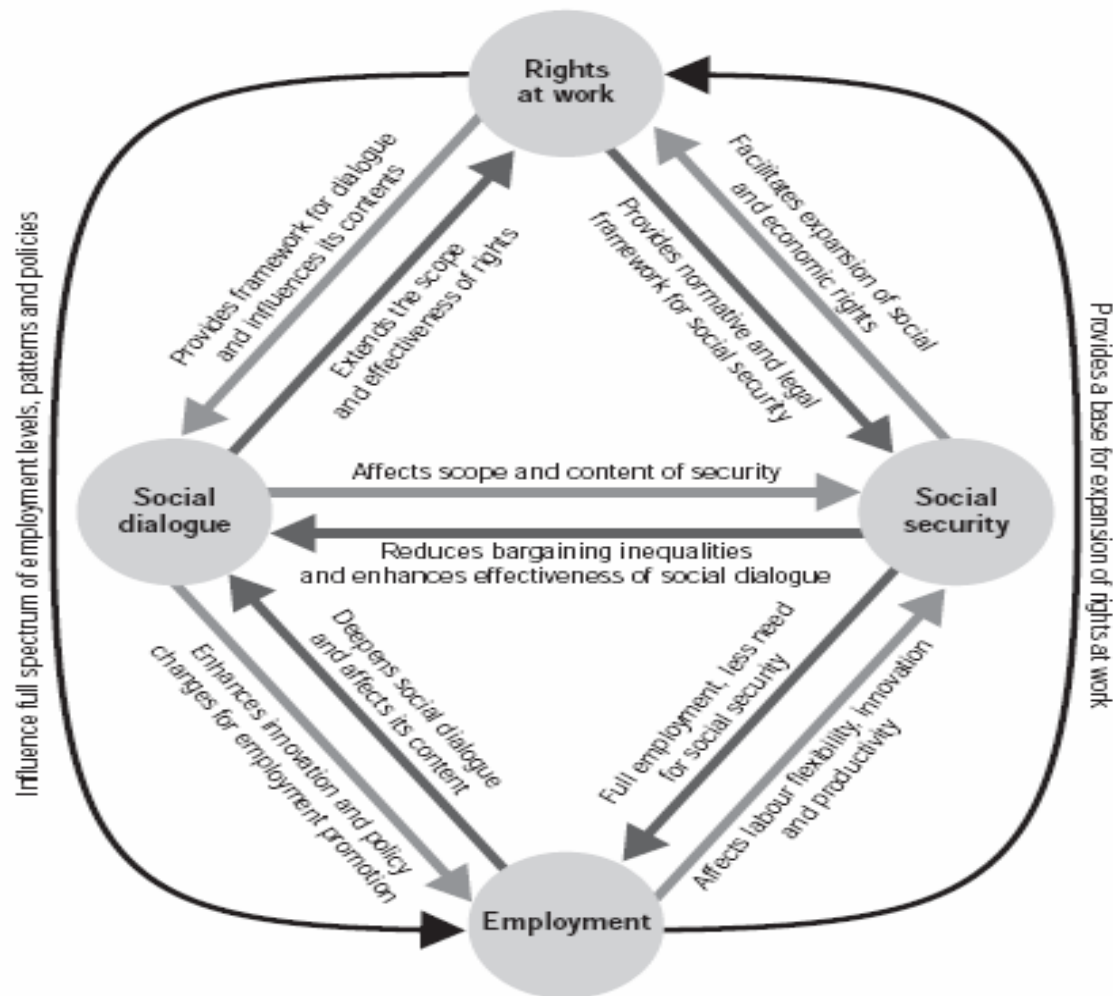 Rights
at work
Provides framework for dialogue
and influences its contents
Extends the scope
and effectiveness of rights
Provides normative and legal
framework for social security
Facilitates expansion of social
and economic rights
Influence full spectrum of employment levels, patterns and policies
Provides a base for expansion of rights at work
Social
dialogue
Affects scope and content of security
Reduces bargaining inequalities
and enhances effectiveness of social dialogue
Social
security
Enhances innovation and policy
changes for employment promotion
Deepens social dialogue
and affects its content
Full employment, less need
for social security
Affects labour flexibility, innovation
and productivity
Employment